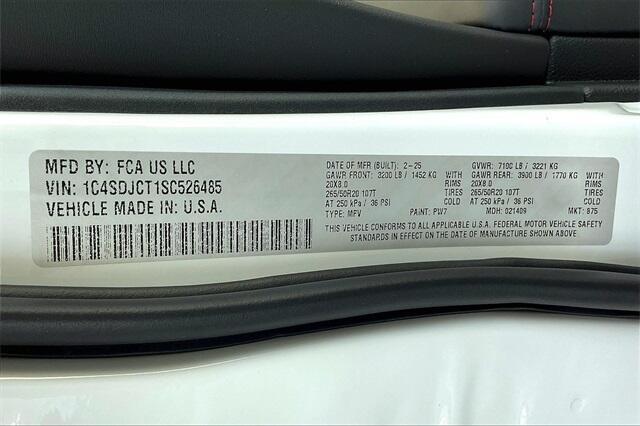 MFD BY: FCA US LLC
VIN: 1C4SDJCT1SC526485
VEHICLE MADE IN: U.S.A.
DATE OF MFR (BUILT): 2-25 GVWR: 7100 LB / 3221 KG
GAWR FRONT: 3200 LB / 1452 KG WITH GAWR REAR: 3900 LB / 1770 KG WITH
20X8.0 RIMS 20X8.0 RIMS
265/50R20 107T TIRES 265/50R20 107T TIRES
AT 250 kPa / 36 PSI COLD AT 250 kPa / 36 PSI COLD
TYPE: MPV PAINT: PW7 MDH: 021409 MKT: 875
THIS VEHICLE CONFORMS TO ALL APPLICABLE U.S.A. FEDERAL MOTOR VEHICLE SAFETY
STANDARDS IN EFFECT ON THE DATE OF MANUFACTURE SHOWN ABOVE